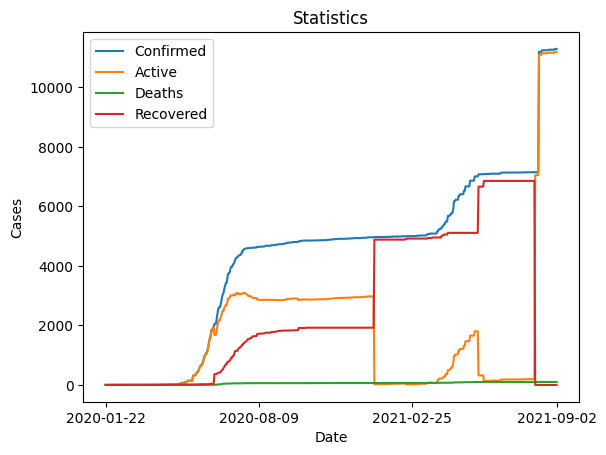 Statistics
Confirmed
Active
Deaths
Recovered
Cases
10000
8000
6000
4000
2000
0
2020-01-22 2020-08-09 2021-02-25 2021-09-02
Date